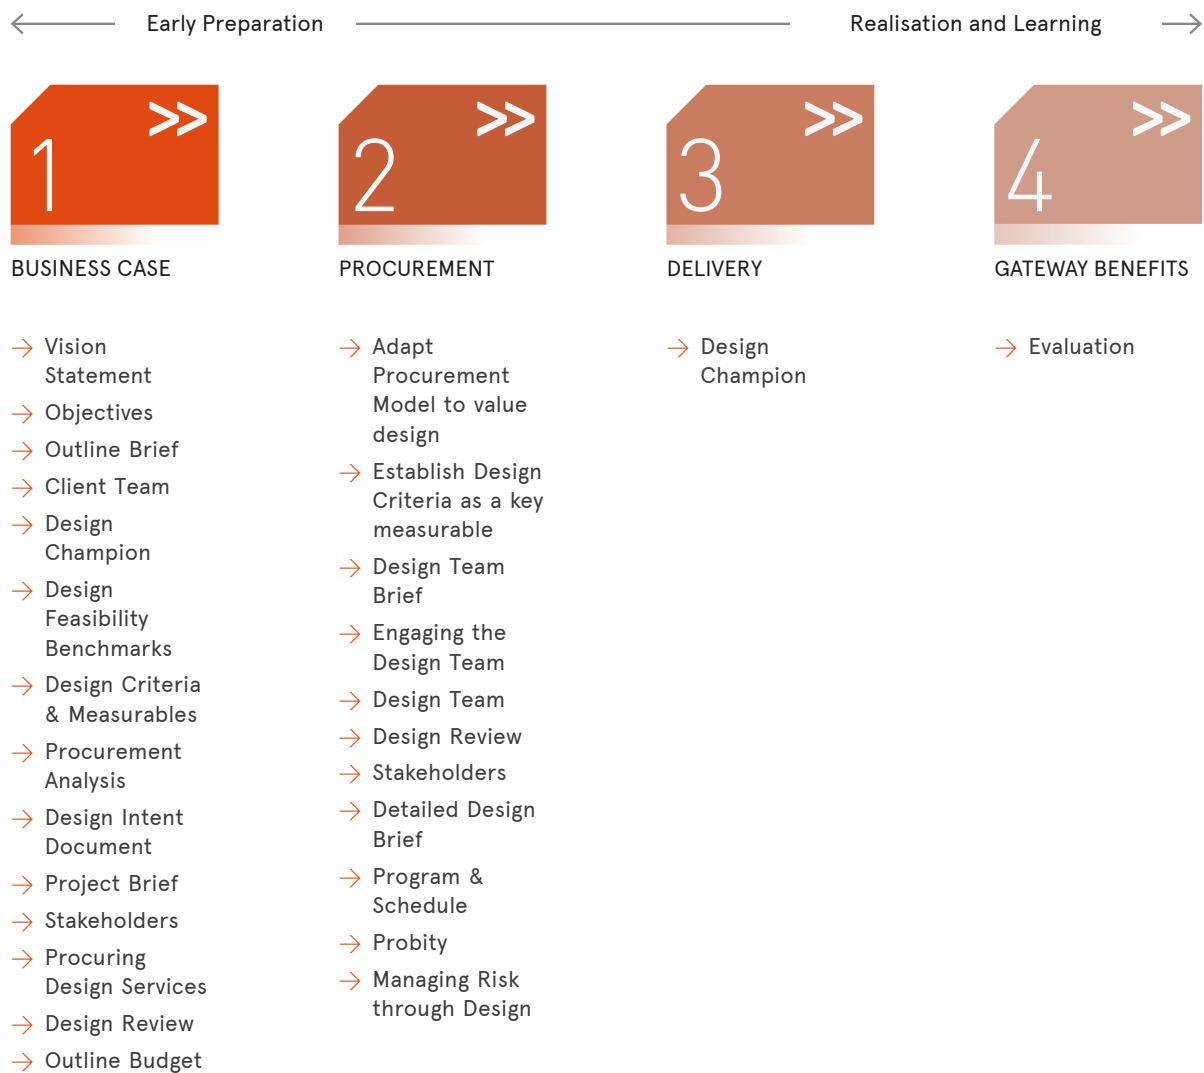 Early Preparation
Realisation and Learning
1 >>
BUSINESS CASE
Vision
Statement
Objectives
Outline Brief
Client Team
Design
Champion
Design
Feasibility
Benchmarks
Design Criteria
& Measurables
Procurement
Analysis
Design Intent
Document
Project Brief
Stakeholders
Procuring
Design Services
Design Review
Outline Budget
2 >>
PROCUREMENT
Adapt
Procurement
Model to value
design
Establish Design
Criteria as a key
measurable
Design Team
Brief
Engaging the
Design Team
Design Team
Design Review
Stakeholders
Detailed Design
Brief
Program &
Schedule
Probity
Managing Risk
through Design
3 >>
DELIVERY
Design
Champion
4 >>
GATEWAY BENEFITS
Evaluation